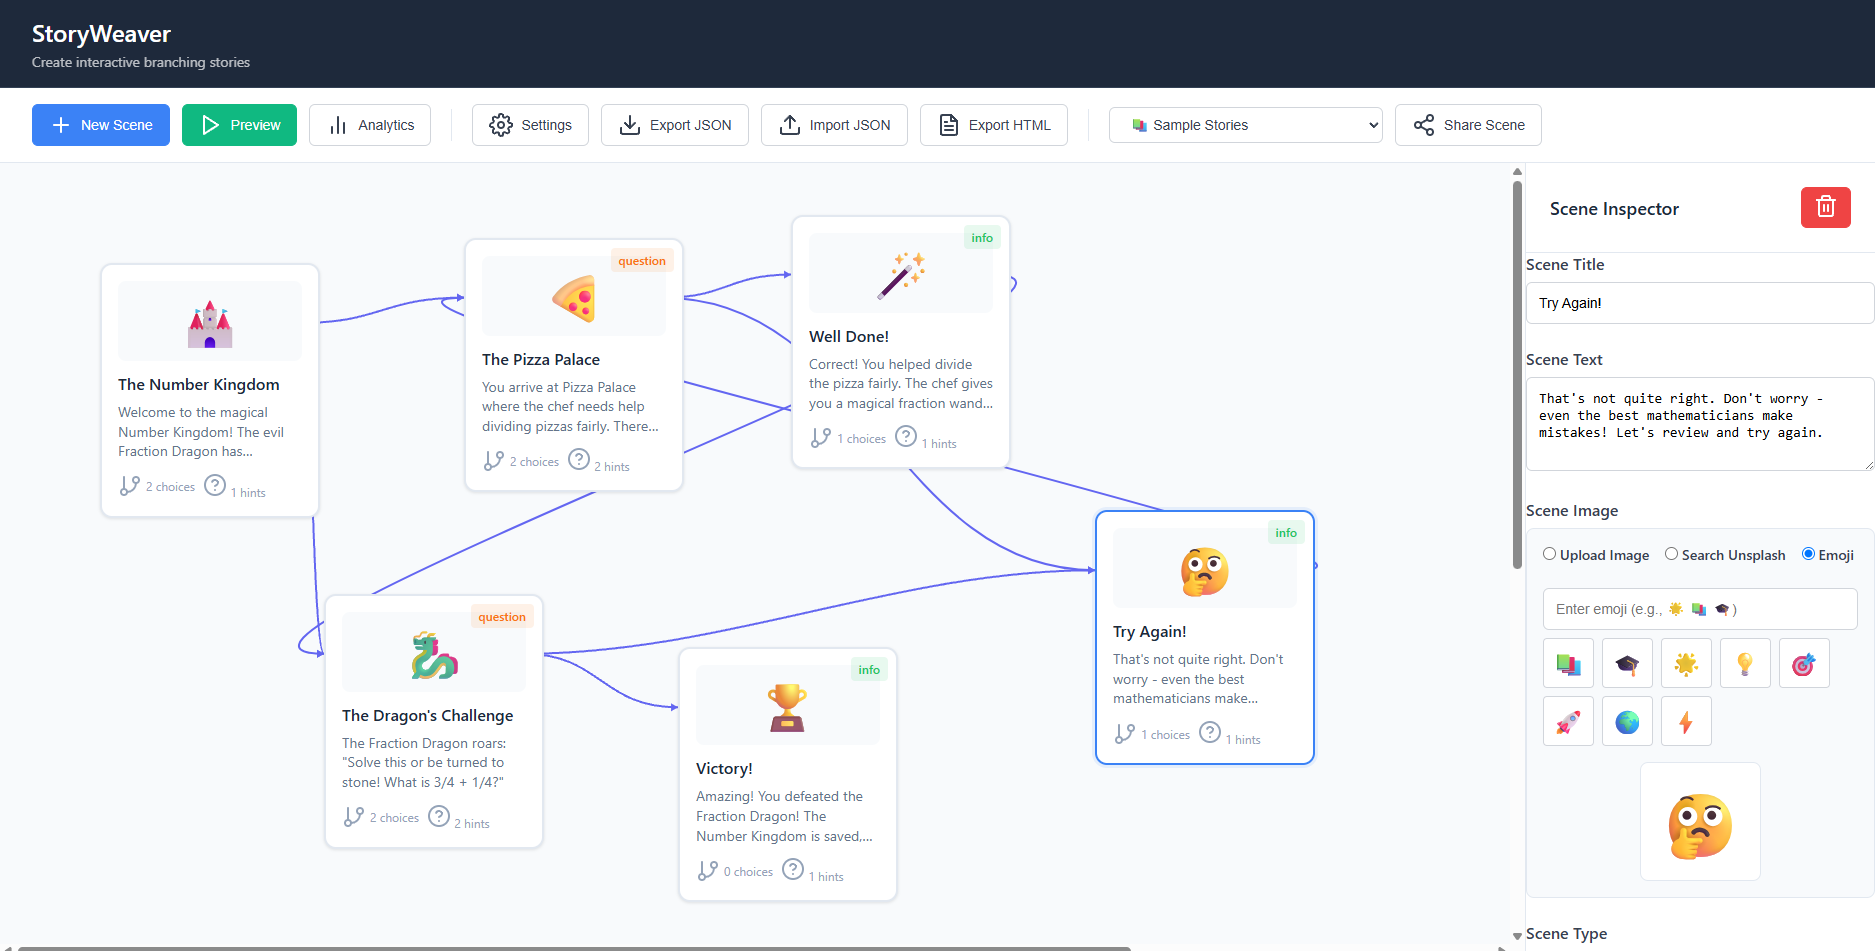 StoryWeaver
Create interactive branching stories
New Scene
Preview
Analytics
Settings
Export JSON
Import JSON
Export HTML
Sample Stories
Share Scene
The Number Kingdom
Welcome to the magical
Number Kingdom! The evil
Fraction Dragon has...
2 choices
1 hints
question
The Pizza Palace
You arrive at Pizza Palace
where the chef needs help
dividing pizzas fairly. There...
2 choices
2 hints
info
Well Done!
Correct! You helped divide
the pizza fairly. The chef gives
you a magical fraction wand...
1 choices
1 hints
question
The Dragon's Challenge
The Fraction Dragon roars:
"Solve this or be turned to
stone! What is 3/4 + 1/4?"
2 choices
2 hints
info
Victory!
Amazing! You defeated the
Fraction Dragon! The
Number Kingdom is saved,...
0 choices
1 hints
info
Try Again!
That's not quite right. Don't
worry - even the best
mathematicians make...
1 choices
1 hints
Scene Inspector
Scene Title
Try Again!
Scene Text
That's not quite right. Don't worry -
even the best mathematicians make
mistakes! Let's review and try again.
Scene Image
Upload Image
Search Unsplash
Emoji
Enter emoji (e.g., 🌟 📚 🎓)
Scene Type